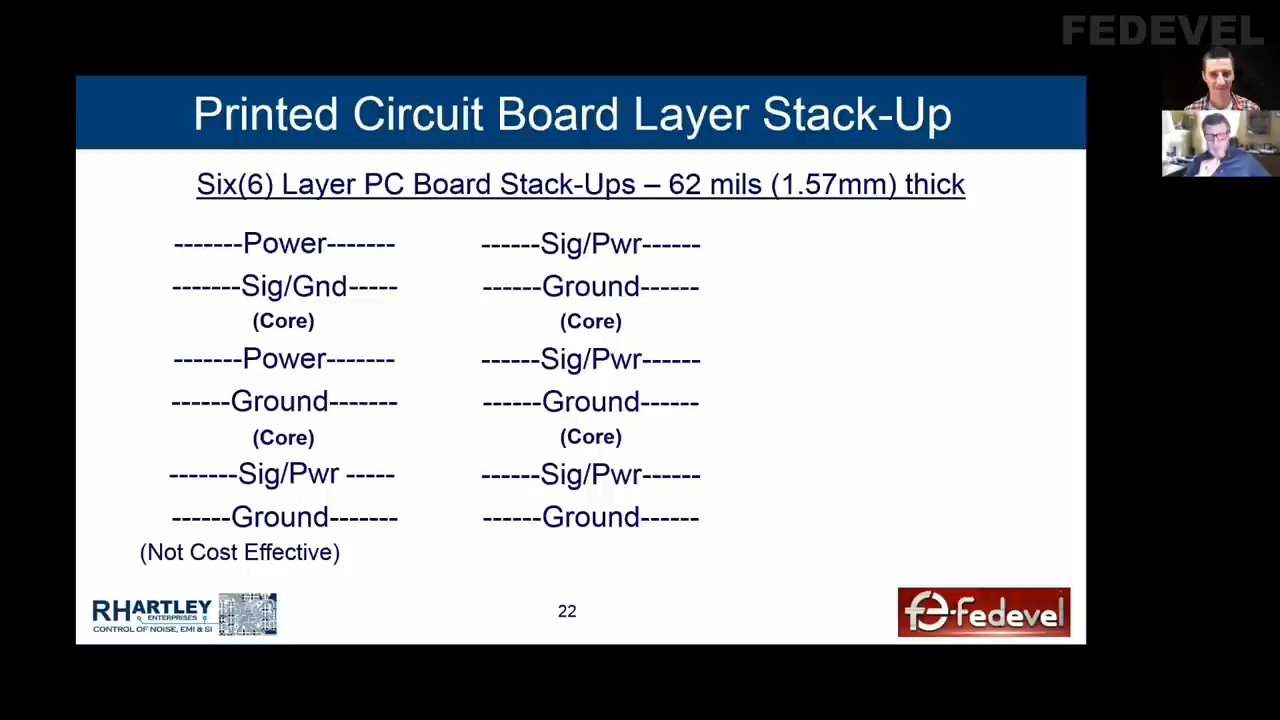 FEDEVEL
Printed Circuit Board Layer Stack-Up
Six(6) Layer PC Board Stack-Ups – 62 mils (1.57mm) thick
-------Power-------
-------Sig/Gnd-----
(Core)
-------Power-------
------Ground-------
(Core)
-------Sig/Pwr -----
------Ground-------
(Not Cost Effective)
------Sig/Pwr------
------Ground------
(Core)
------Sig/Pwr------
------Ground------
(Core)
------Sig/Pwr------
------Ground------
RHARTLEY
ENTERPRISES
CONTROL OF NOISE, EMI & SI
22
fedevel